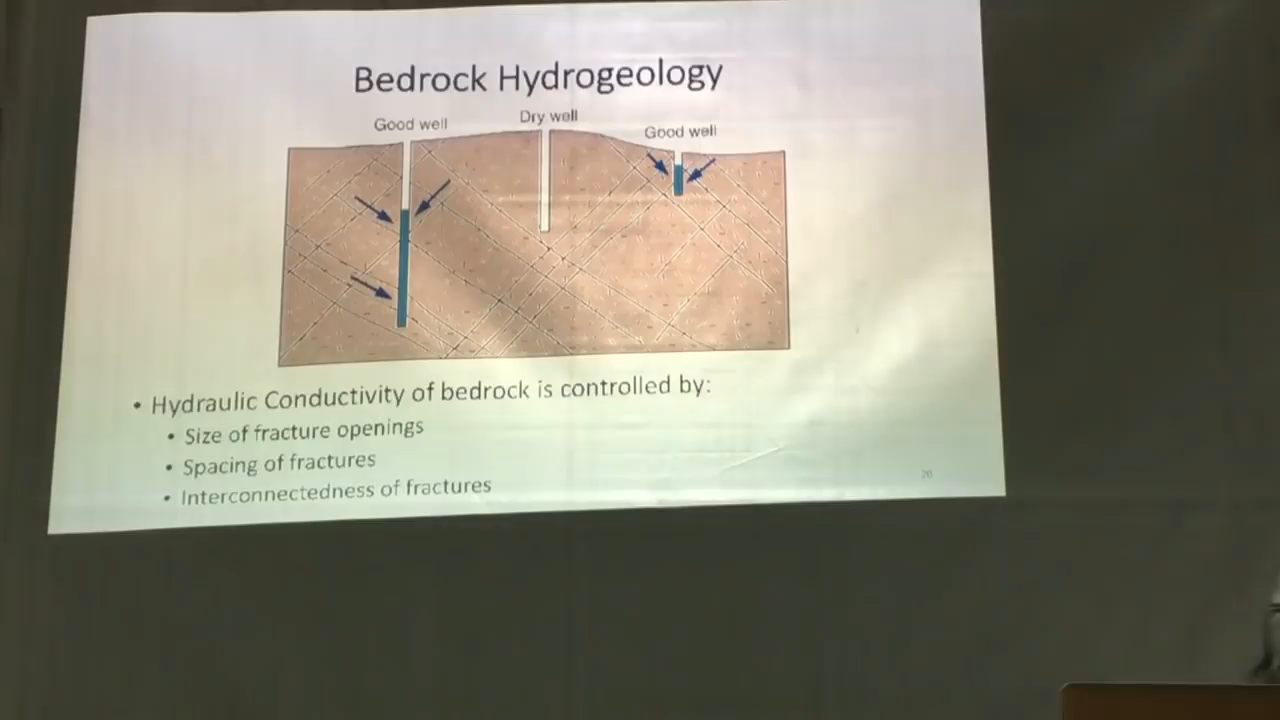 Bedrock Hydrogeology
Good well
Dry well
Good well
• Hydraulic Conductivity of bedrock is controlled by:
• Size of fracture openings
• Spacing of fractures
• Interconnectedness of fractures
20